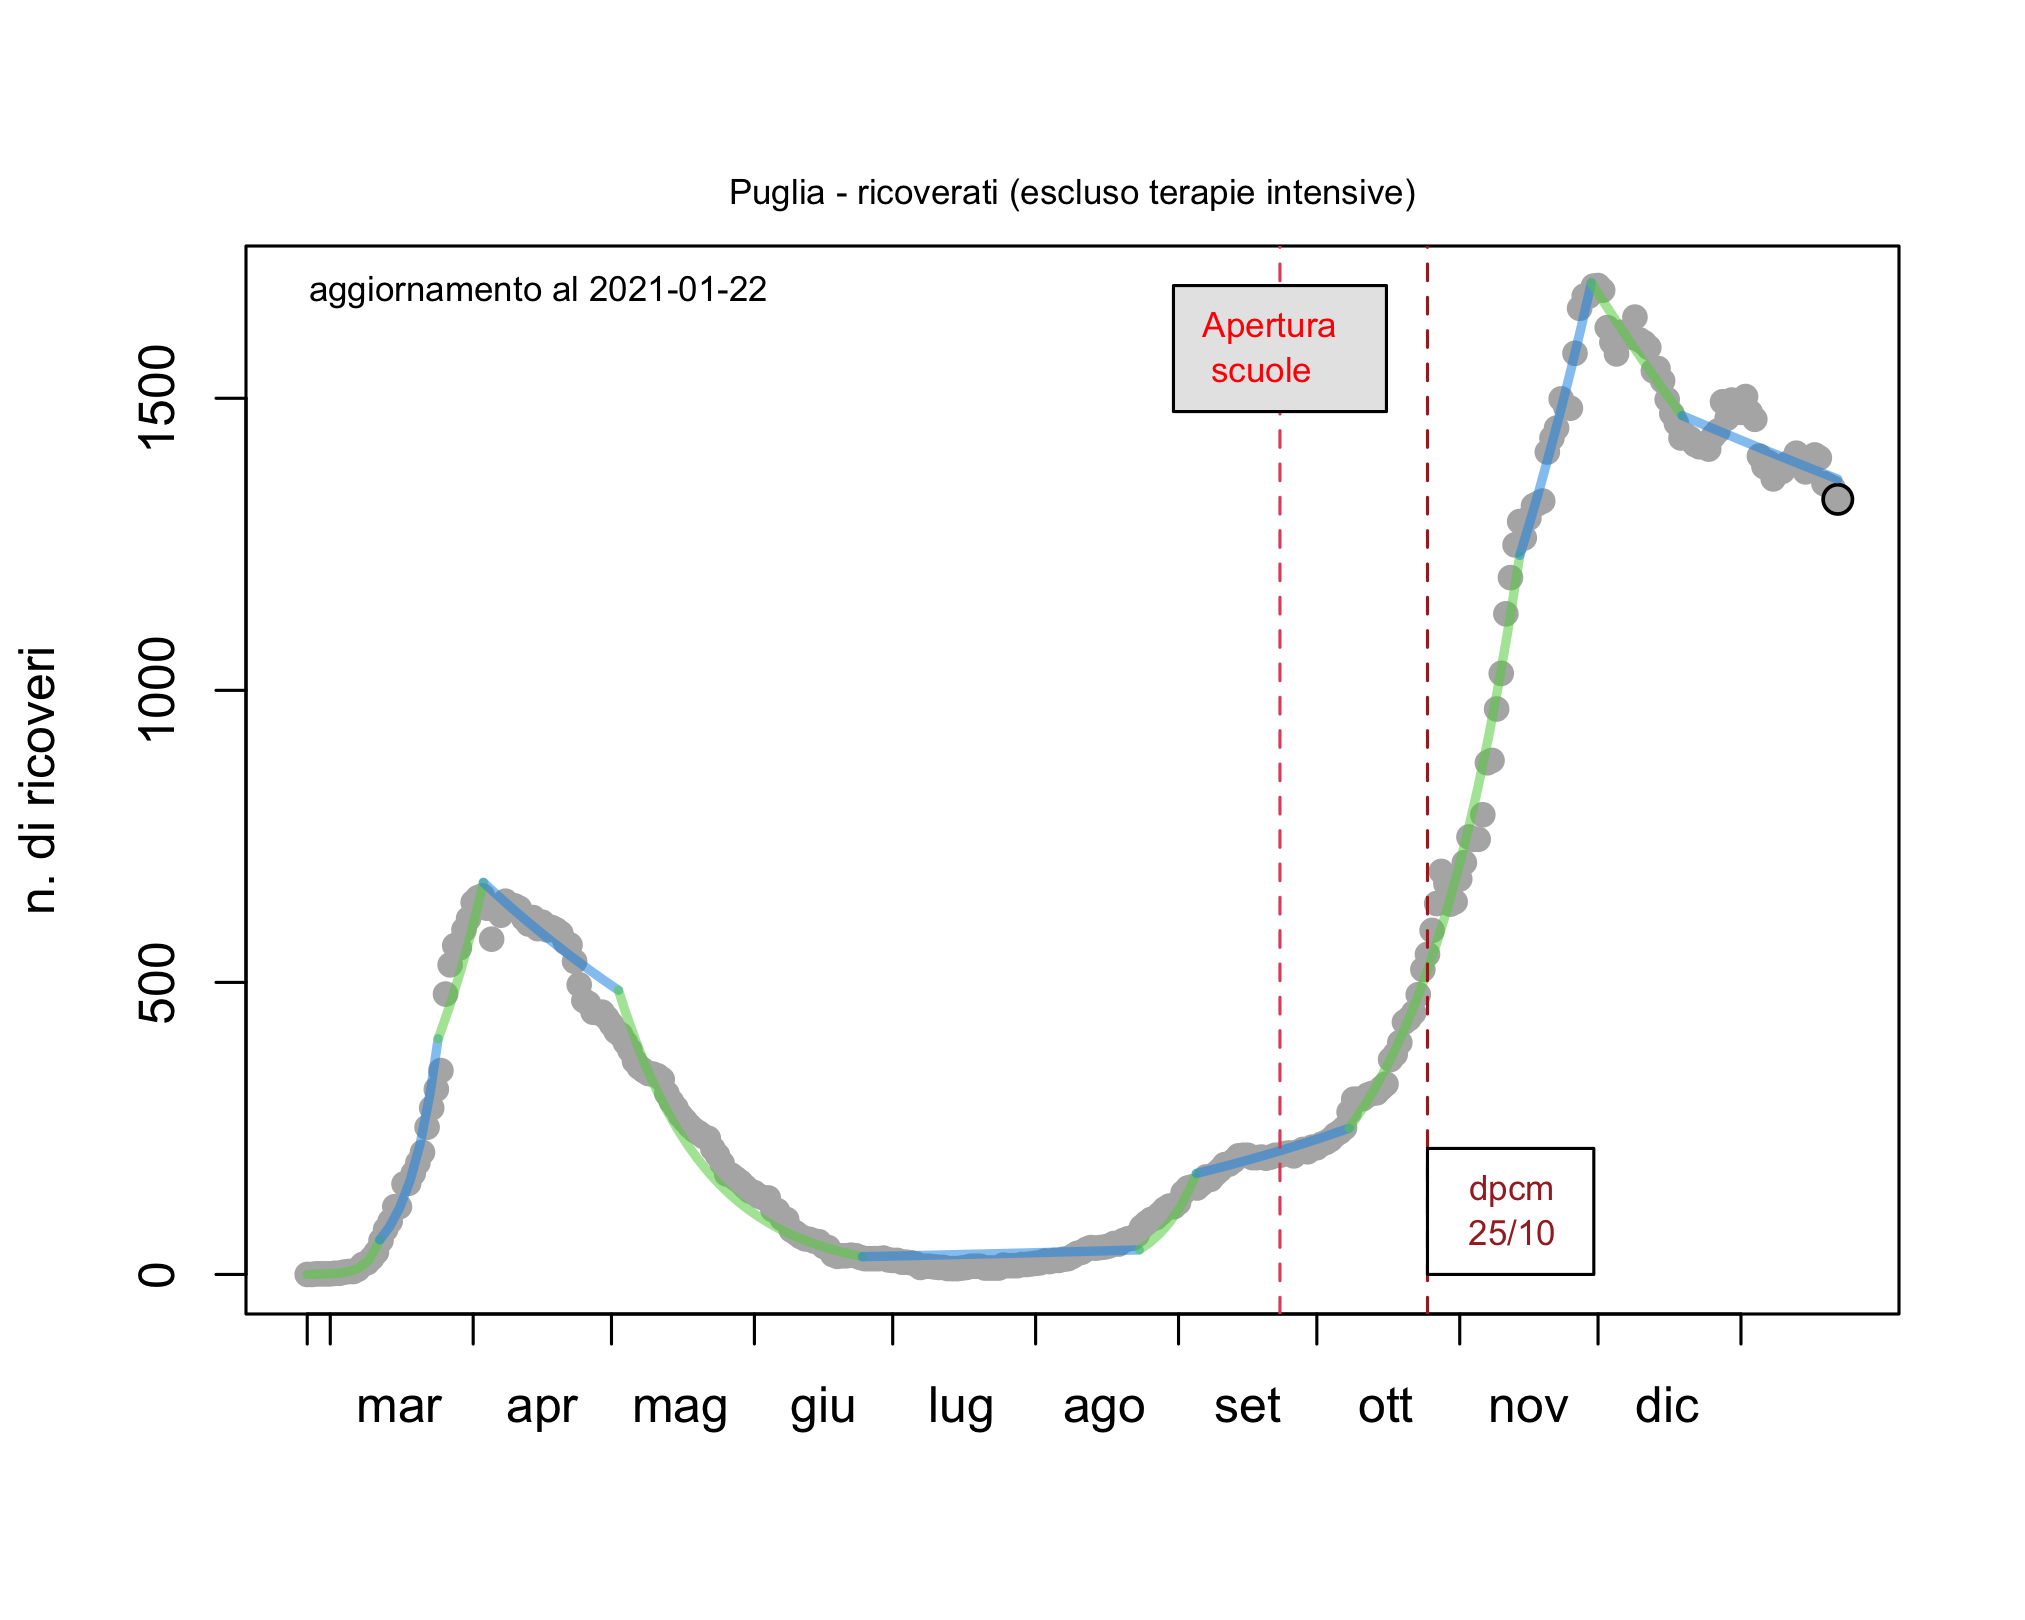 Puglia - ricoverati (escluso terapie intensive)
aggiornamento al 2021-01-22
Apertura
scuole
n. di ricoveri
1500
1000
500
0
dpcm
25/10
mar apr mag giu lug ago set ott nov dic